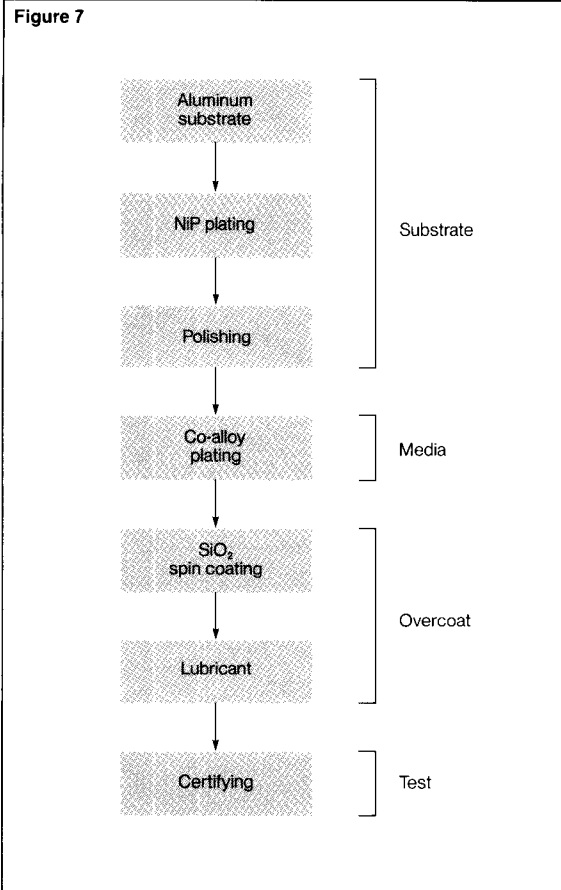 Figure 7
Aluminum
substrate
NiP plating
Substrate
Polishing
Co-alloy
plating
Media
SiO₂
spin coating
Overcoat
Lubricant
Certifying
Test